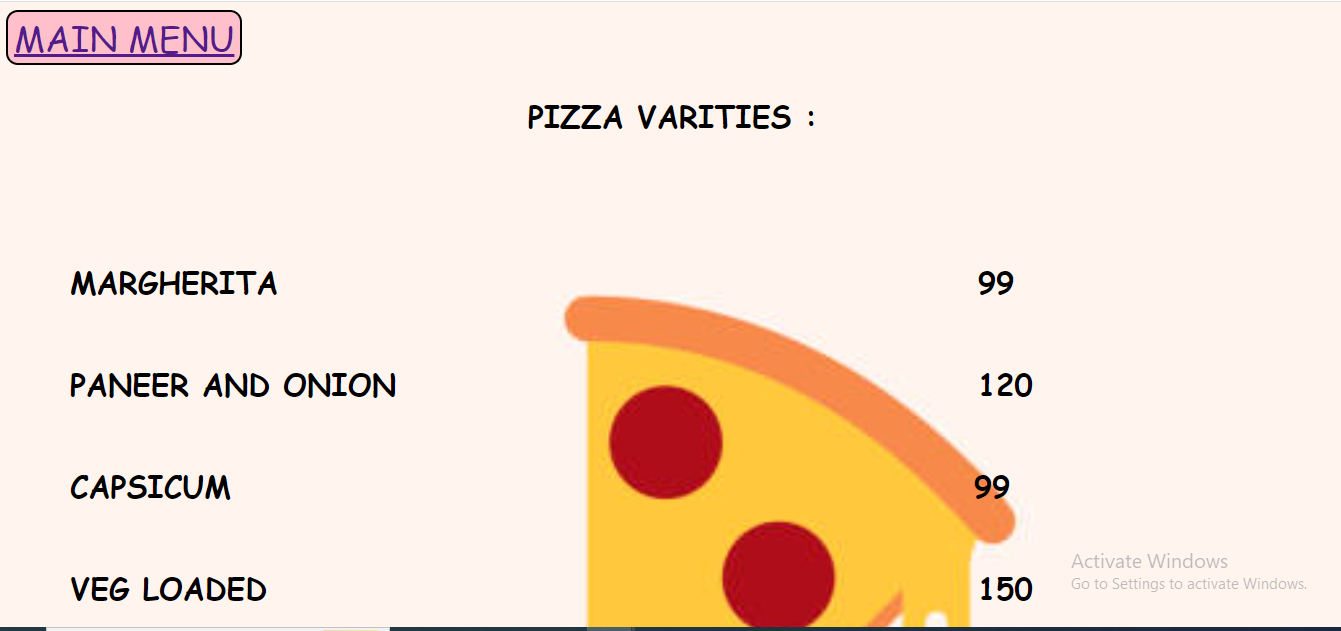 MAIN MENU
PIZZA VARITIES :
MARGHERITA 99
PANEER AND ONION 120
CAPSICUM 99
VEG LOADED 150
Activate Windows
Go to Settings to activate Windows.